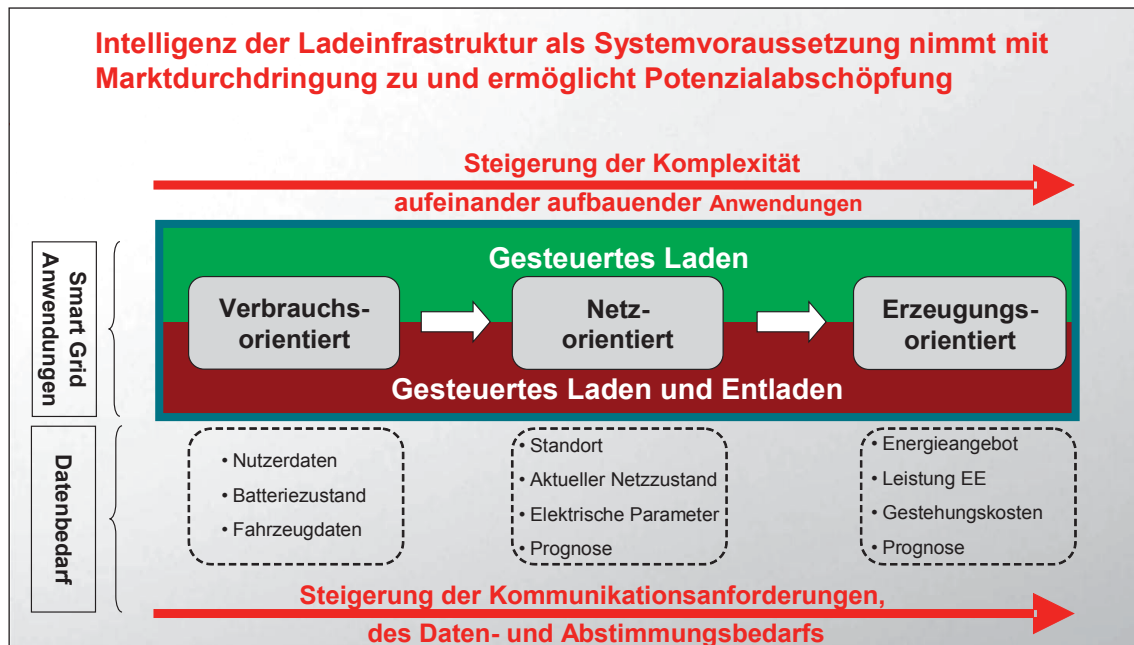 Intelligenz der Ladeinfrastruktur als Systemvoraussetzung nimmt mit
Marktdurchdringung zu und ermöglicht Potenzialabschöpfung
Steigerung der Komplexität
aufeinander aufbauender Anwendungen
Smart Grid
Anwendungen
Gesteuertes Laden
Verbrauchs-
orientiert
Netz-
orientiert
Erzeugungs-
orientiert
Gesteuertes Laden und Entladen
Datenbedarf
• Nutzerdaten
• Batteriezustand
• Fahrzeugdaten
• Standort
• Aktueller Netzzustand
• Elektrische Parameter
• Prognose
• Energieangebot
• Leistung EE
• Gestehungskosten
• Prognose
Steigerung der Kommunikationsanforderungen,
des Daten- und Abstimmungsbedarfs